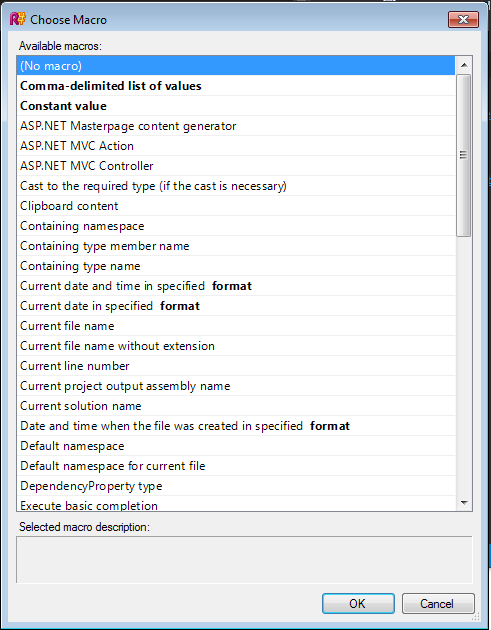 Choose Macro
Available macros:
(No macro)
Comma-delimited list of values
Constant value
ASP.NET Masterpage content generator
ASP.NET MVC Action
ASP.NET MVC Controller
Cast to the required type (if the cast is necessary)
Clipboard content
Containing namespace
Containing type member name
Containing type name
Current date and time in specified format
Current date in specified format
Current file name
Current file name without extension
Current line number
Current project output assembly name
Current solution name
Date and time when the file was created in specified format
Default namespace
Default namespace for current file
DependencyProperty type
Execute basic completion
Selected macro description:
OK Cancel